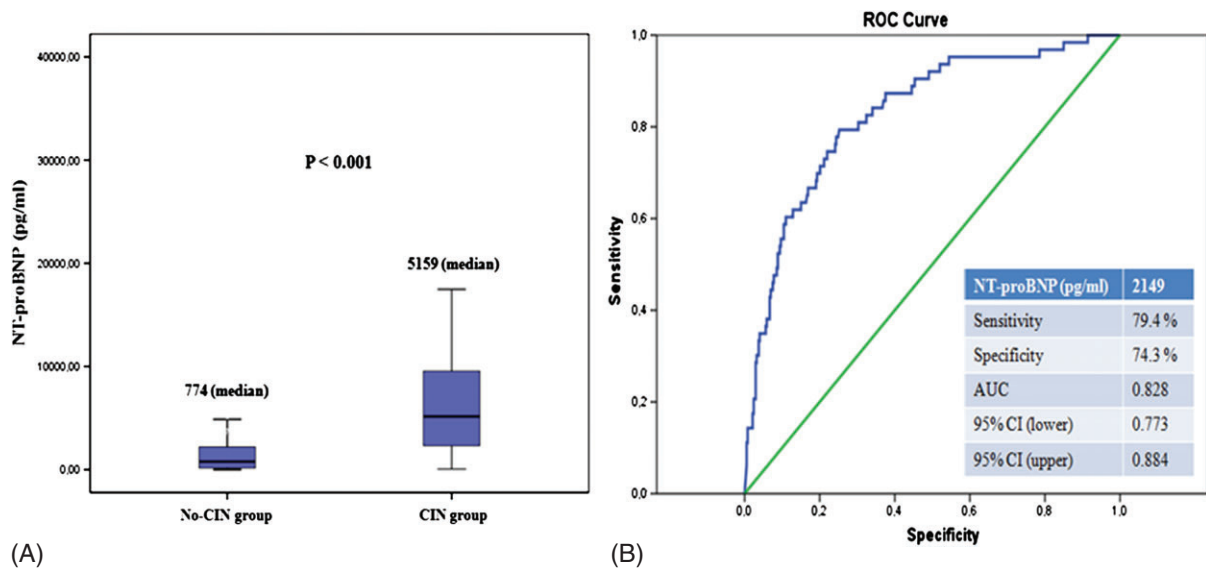 40000,00
30000,00
20000,00
10000,00
0,00
NT-proBNP (pg/ml)
P < 0.001
774 (median)
5159 (median)
No-CIN group
CIN group
(A)
ROC Curve
1,0
0,8
0,6
0,4
0,2
0,0
Sensitivity
NT-proBNP (pg/ml) 2149
Sensitivity 79.4 %
Specificity 74.3 %
AUC 0.828
95% CI (lower) 0.773
95% CI (upper) 0.884
0,0 0,2 0,4 0,6 0,8 1,0
Specificity
(B)